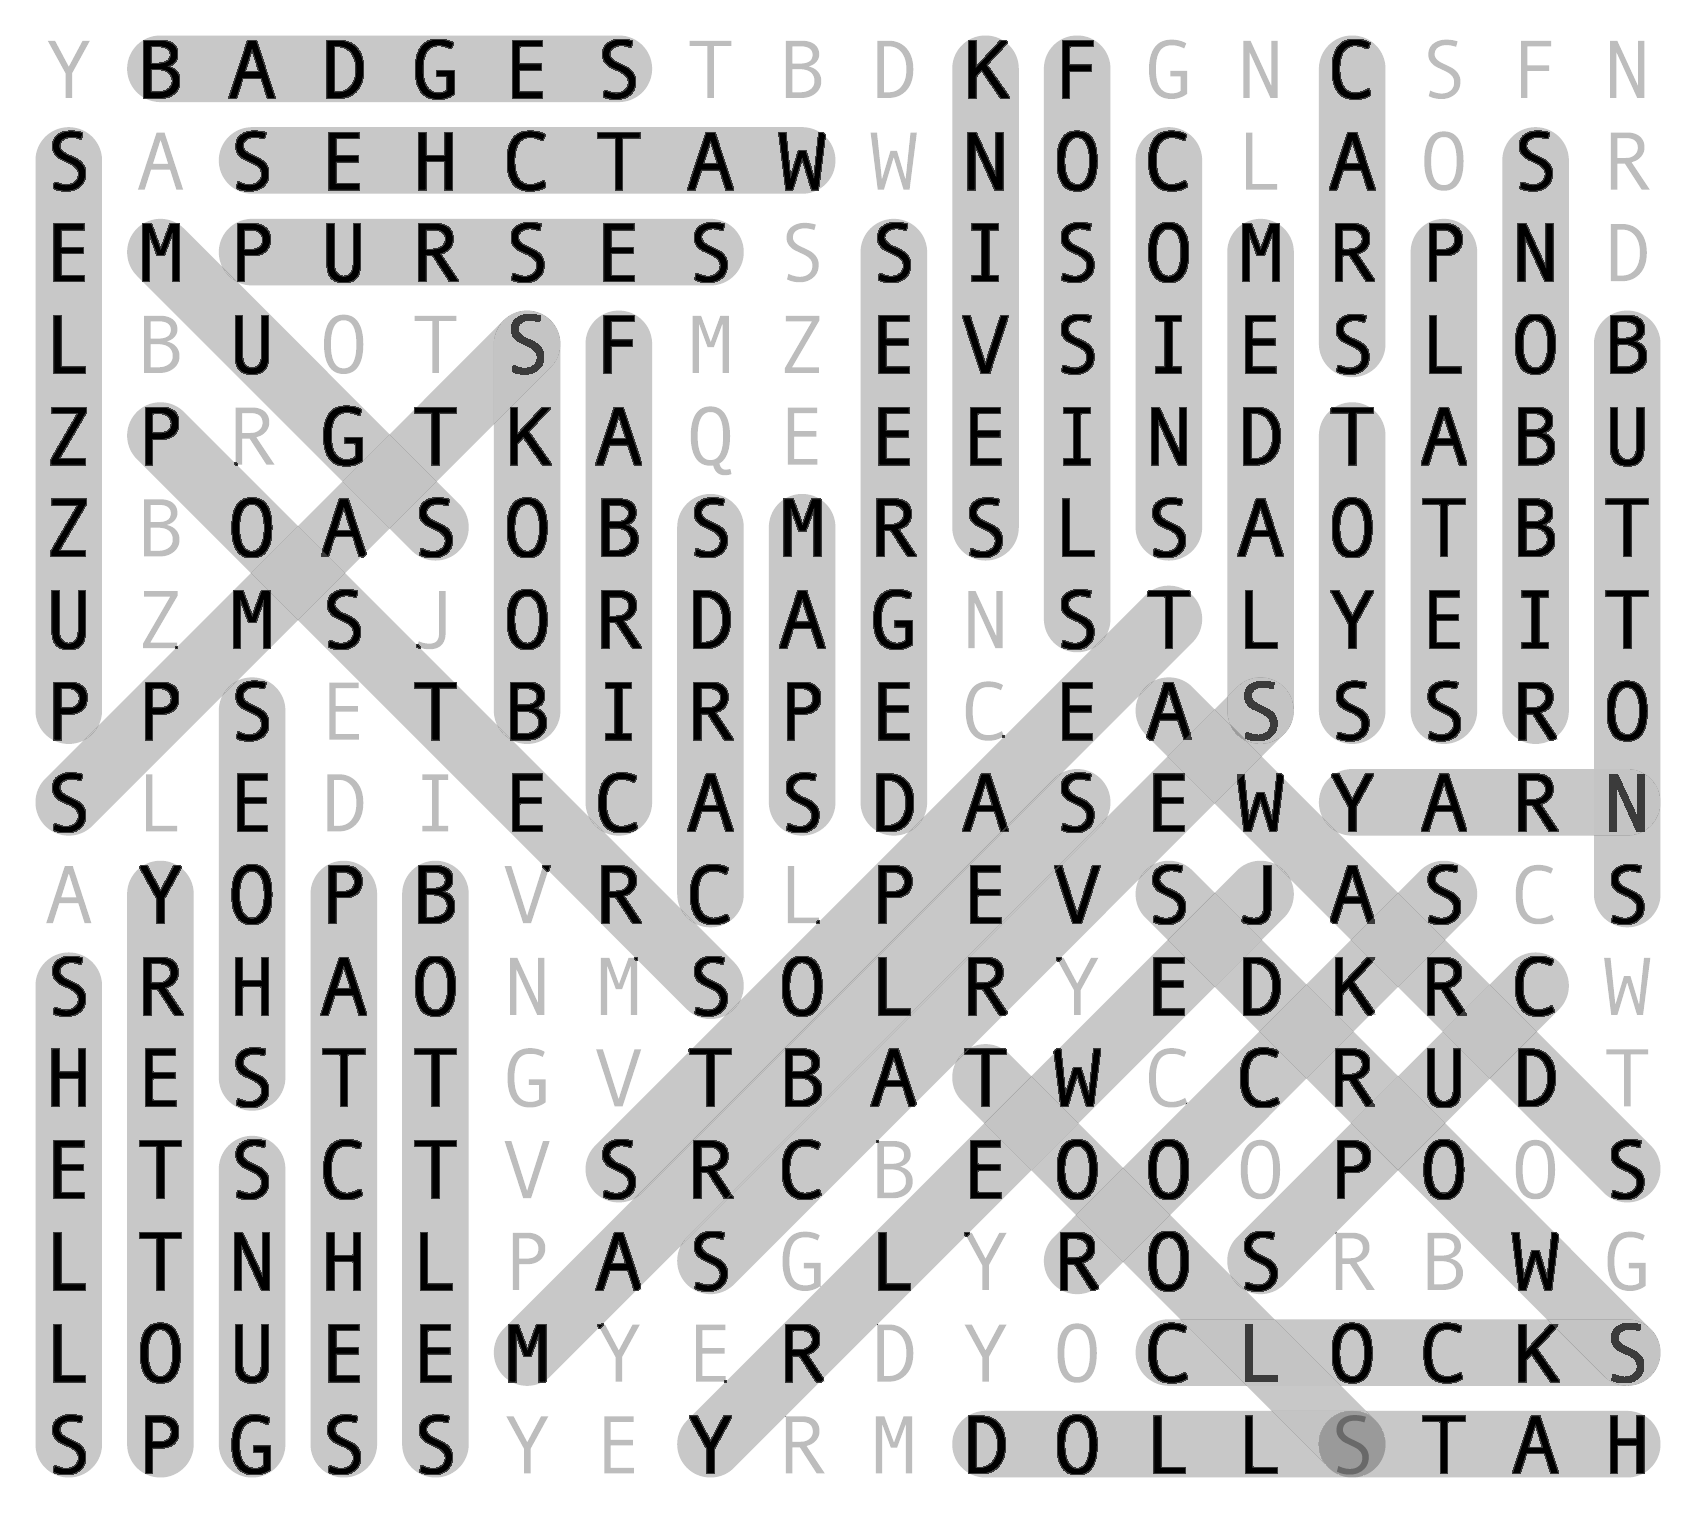 Y B A D G E S T B D K F G N C S F N
S A S E H C T A W W N O C L A O S R
E M P U R S E S S S I S O M R P N D
L B U O T S F M Z E V S I E S L O B
Z P R G T K A Q E E E I N D T A B U
Z B O A S O B S M R S L S A O T B T
U Z M S J O R D A G N S T L Y E I T
P P S E T B I R P E C E A S S S R O
S L E D I E C A S D A S E W Y A R N
A Y O P B V R C L P E V S J A S C S
S R H A O N M S O L R Y E D K R C W
H E S T T G V T B A T W C C R U D T
E T S C T V S R C B E O O O P O O S
L T N H L P A S G L Y R O S R B W G
L O U E E M Y E R D Y O C L O C K S
S P G S S Y E Y R M D O L L S T A H